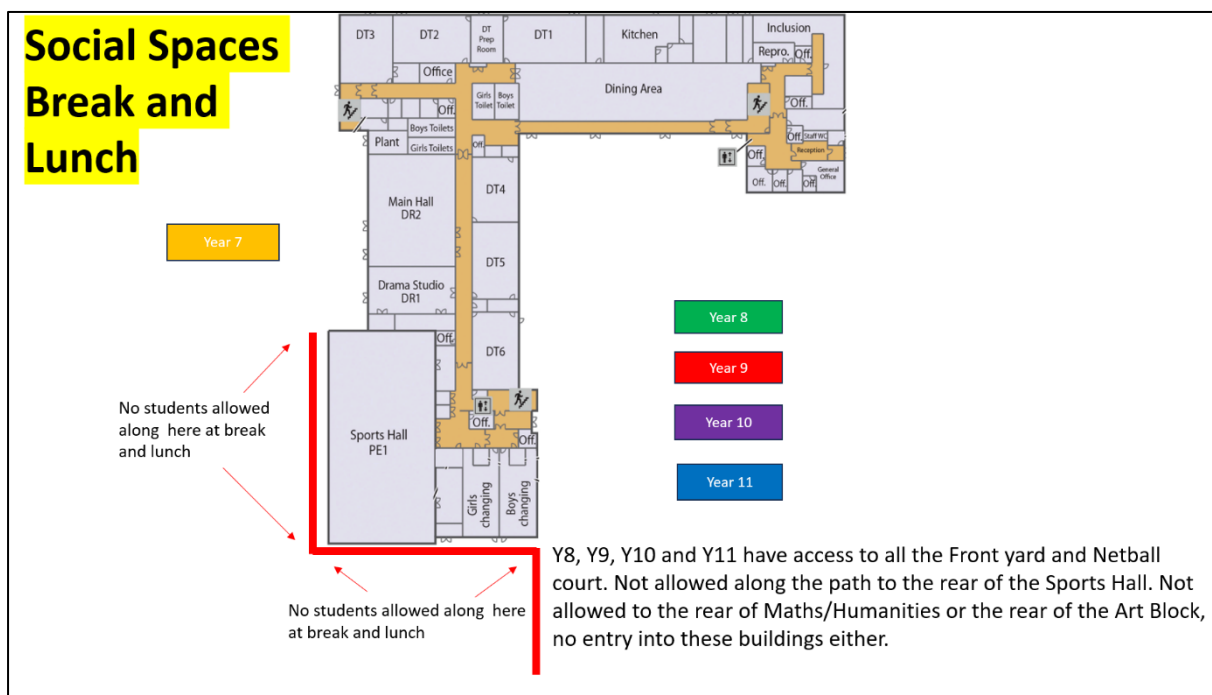 Social Spaces
Break and
Lunch
DT3
DT2
DT
Prep
Room
DT1
Kitchen
Inclusion
Repro.
Off.
Office
Dining Area
Girls
Toilet
Boys
Toilet
Off.
Off.
Boys Toilets
Plant
Girls Toilets
Off.
Off.
Staff WC
Off.
Reception
General
Office
Off.
Off.
Off.
Main Hall
DR2
DT4
Year 7
DT5
Drama Studio
DR1
Off.
DT6
Year 8
Year 9
Year 10
Year 11
No students allowed
along here at break
and lunch
Sports Hall
PE1
Off.
Off.
Girls
changing
Boys
changing
No students allowed along here
at break and lunch
Y8, Y9, Y10 and Y11 have access to all the Front yard and Netball
court. Not allowed along the path to the rear of the Sports Hall. Not
allowed to the rear of Maths/Humanities or the rear of the Art Block,
no entry into these buildings either.